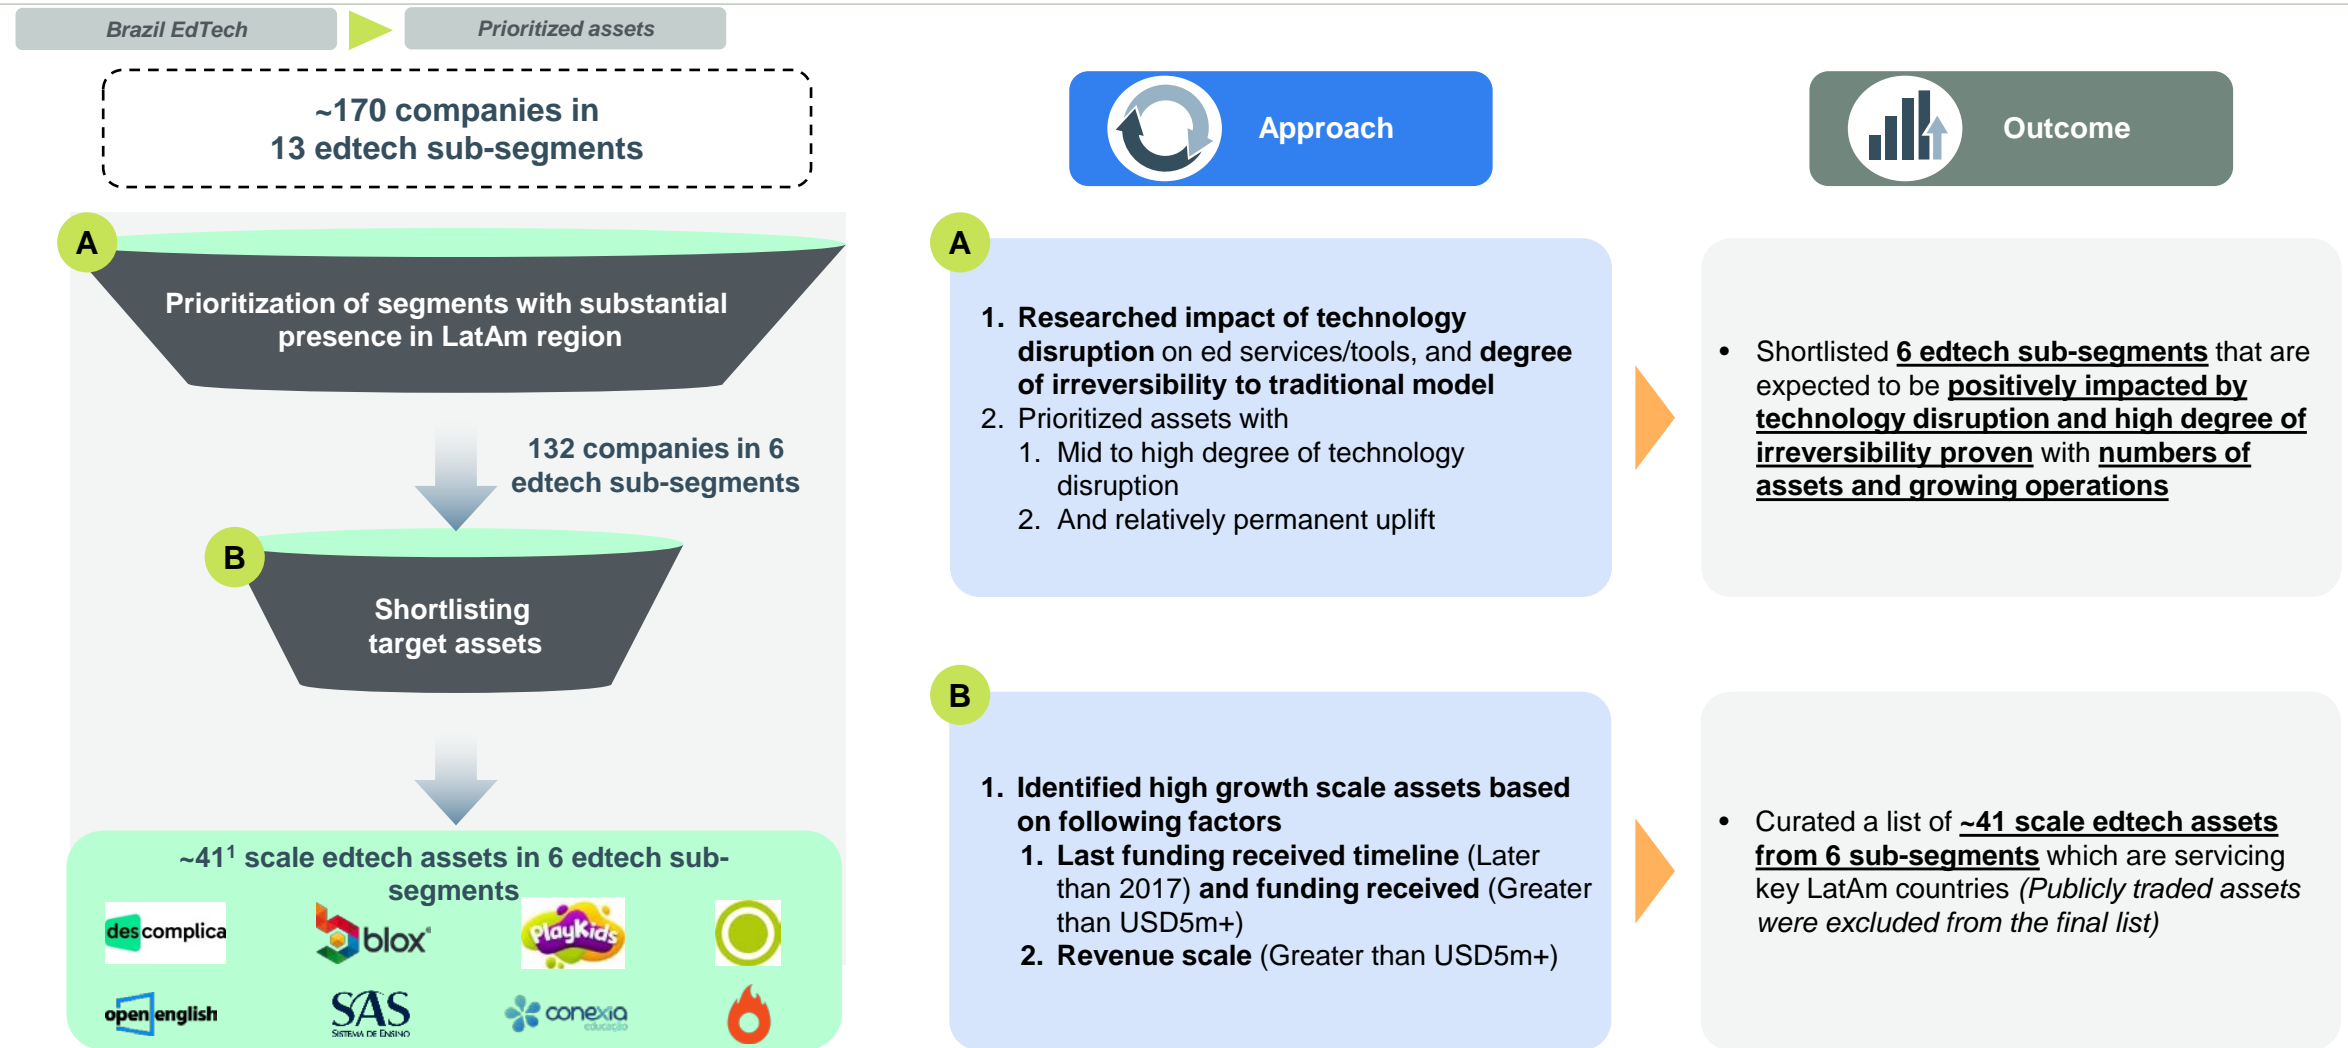 Brazil EdTech
Prioritized assets
~170 companies in
13 edtech sub-segments
A
Prioritization of segments with substantial
presence in LatAm region
132 companies in 6
edtech sub-segments
B
Shortlisting
target assets
~41¹ scale edtech assets in 6 edtech sub-
segments
descomplica
blox
PlayKids
open english
SAS
SISTEMA DE ENSINO
conexia
educação
Approach
A
1. Researched impact of technology
disruption on ed services/tools, and degree
of irreversibility to traditional model
2. Prioritized assets with
1. Mid to high degree of technology
disruption
2. And relatively permanent uplift
B
1. Identified high growth scale assets based
on following factors
1. Last funding received timeline (Later
than 2017) and funding received (Greater
than USD5m+)
2. Revenue scale (Greater than USD5m+)
Outcome
• Shortlisted 6 edtech sub-segments that are
expected to be positively impacted by
technology disruption and high degree of
irreversibility proven with numbers of
assets and growing operations
• Curated a list of ~41 scale edtech assets
from 6 sub-segments which are servicing
key LatAm countries (Publicly traded assets
were excluded from the final list)